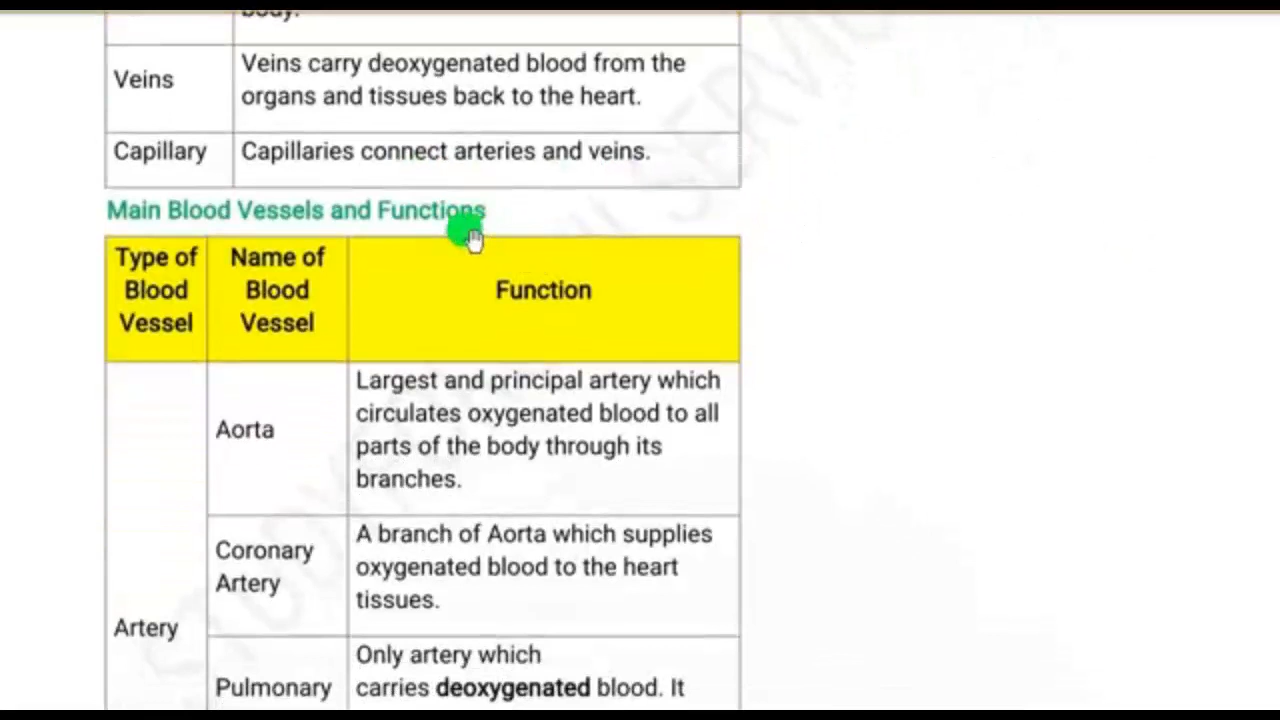 body.
Veins
Veins carry deoxygenated blood from the
organs and tissues back to the heart.
Capillary
Capillaries connect arteries and veins.
Main Blood Vessels and Functions
Type of
Blood
Vessel
Name of
Blood
Vessel
Function
Artery
Aorta
Largest and principal artery which
circulates oxygenated blood to all
parts of the body through its
branches.
Coronary
Artery
A branch of Aorta which supplies
oxygenated blood to the heart
tissues.
Pulmonary
Only artery which
carries deoxygenated blood. It